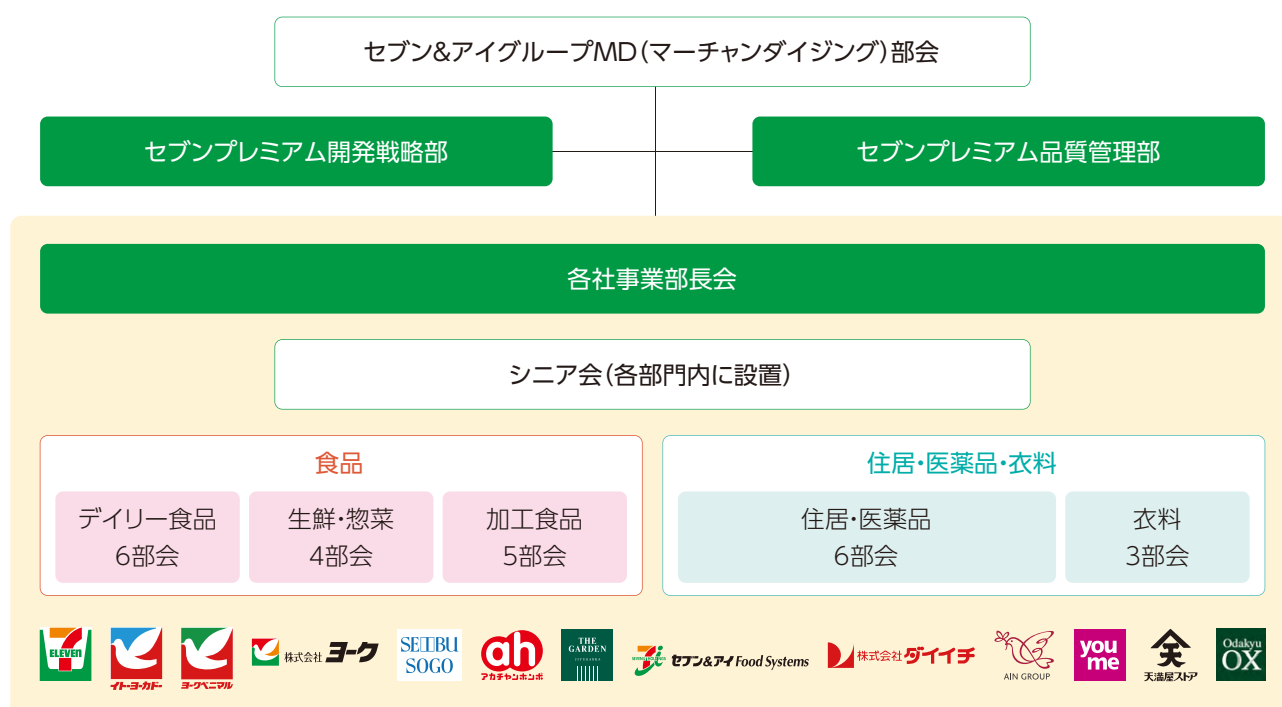 セブン&アイグループMD(マーチャンダイジング)部会
セブンプレミアム開発戦略部
セブンプレミアム品質管理部
各社事業部長会
シニア会(各部門内に設置)
食品
デイリー食品
6部会
生鮮・惣菜
4部会
加工食品
5部会
住居・医薬品・衣料
住居・医薬品
6部会
衣料
3部会
7
ELEVEN
イトーヨーカドー
ヨークベニマル
株式会社ヨーク
SEIBU
SOGO
ah
アカチャンホンポ
THE
GARDEN
セブン&アイ Food Systems
株式会社ダイイチ
AIN GROUP
you
me
天満屋ストア
Odakyu
OX